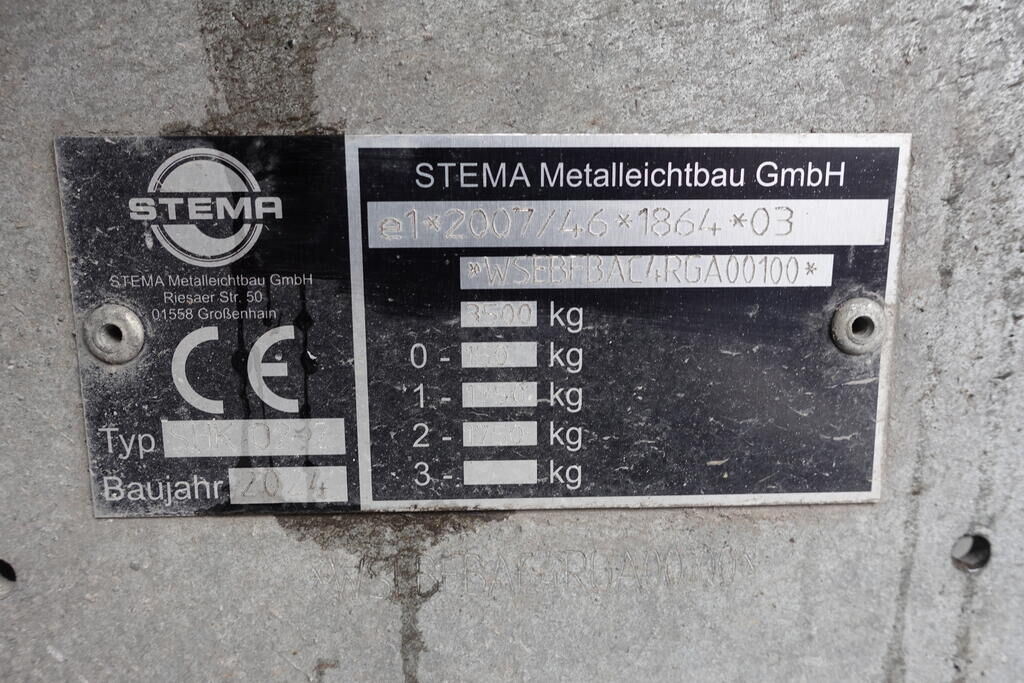 STEMA
STEMA Metalleichtbau GmbH
Riesaer Str. 50
01558 Großenhain
CE
Typ
Baujahr
STEMA Metalleichtbau GmbH
e1*2007/46*1864*03
*WSEBFBAC4RGA00100*
3500 kg
0 - kg
1 - kg
2 - kg
3 - kg
*WSEBFBAC4RGA00100*